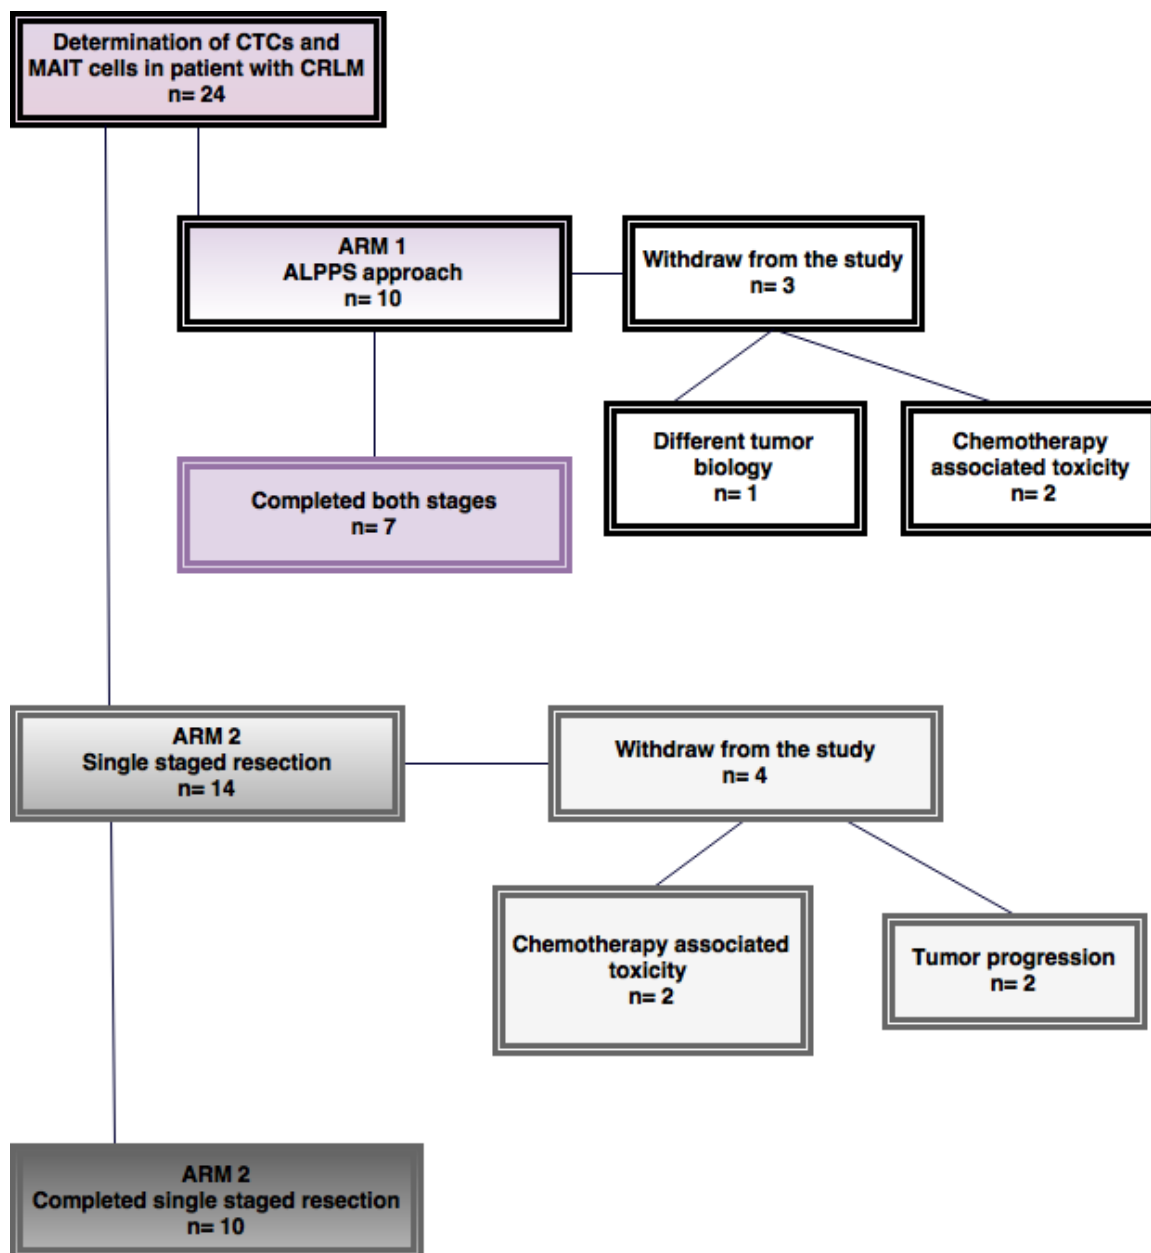 Determination of CTCs and
MAIT cells in patient with CRLM
n= 24
ARM 1
ALPPS approach
n= 10
Withdraw from the study
n= 3
Different tumor
biology
n= 1
Chemotherapy
associated toxicity
n= 2
Completed both stages
n= 7
ARM 2
Single staged resection
n= 14
Withdraw from the study
n= 4
Chemotherapy associated
toxicity
n= 2
Tumor progression
n= 2
ARM 2
Completed single staged resection
n= 10